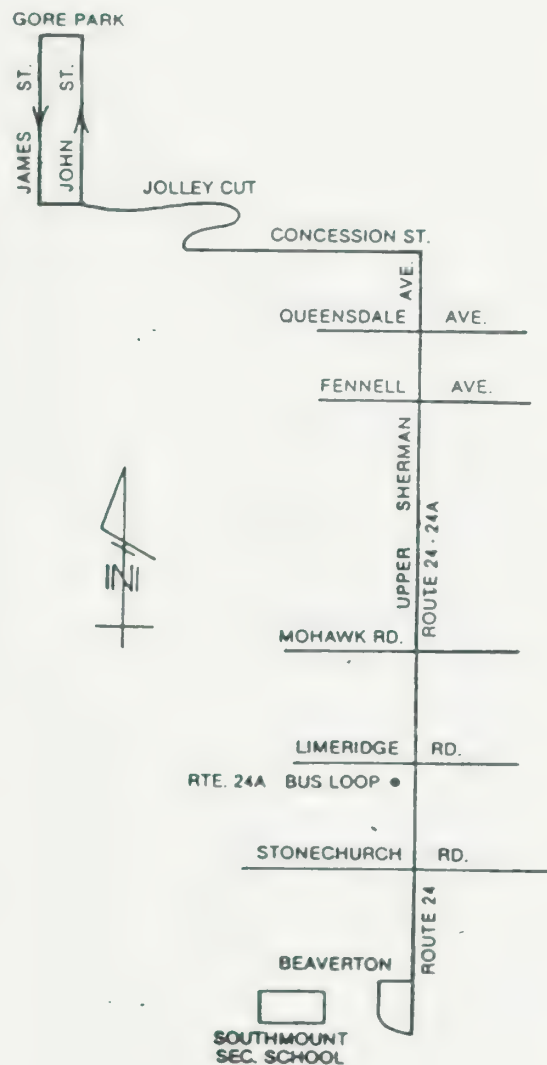 GORE PARK
JAMES ST.
JOHN ST.
JOLLEY CUT
CONCESSION ST.
UPPER SHERMAN AVE.
QUEENSDALE AVE.
FENNELL AVE.
ROUTE 24 - 24A
N
MOHAWK RD.
LIMERIDGE RD.
RTE. 24A BUS LOOP
STONECHURCH RD.
ROUTE 24
BEAVERTON
SOUTHMOUNT
SEC. SCHOOL